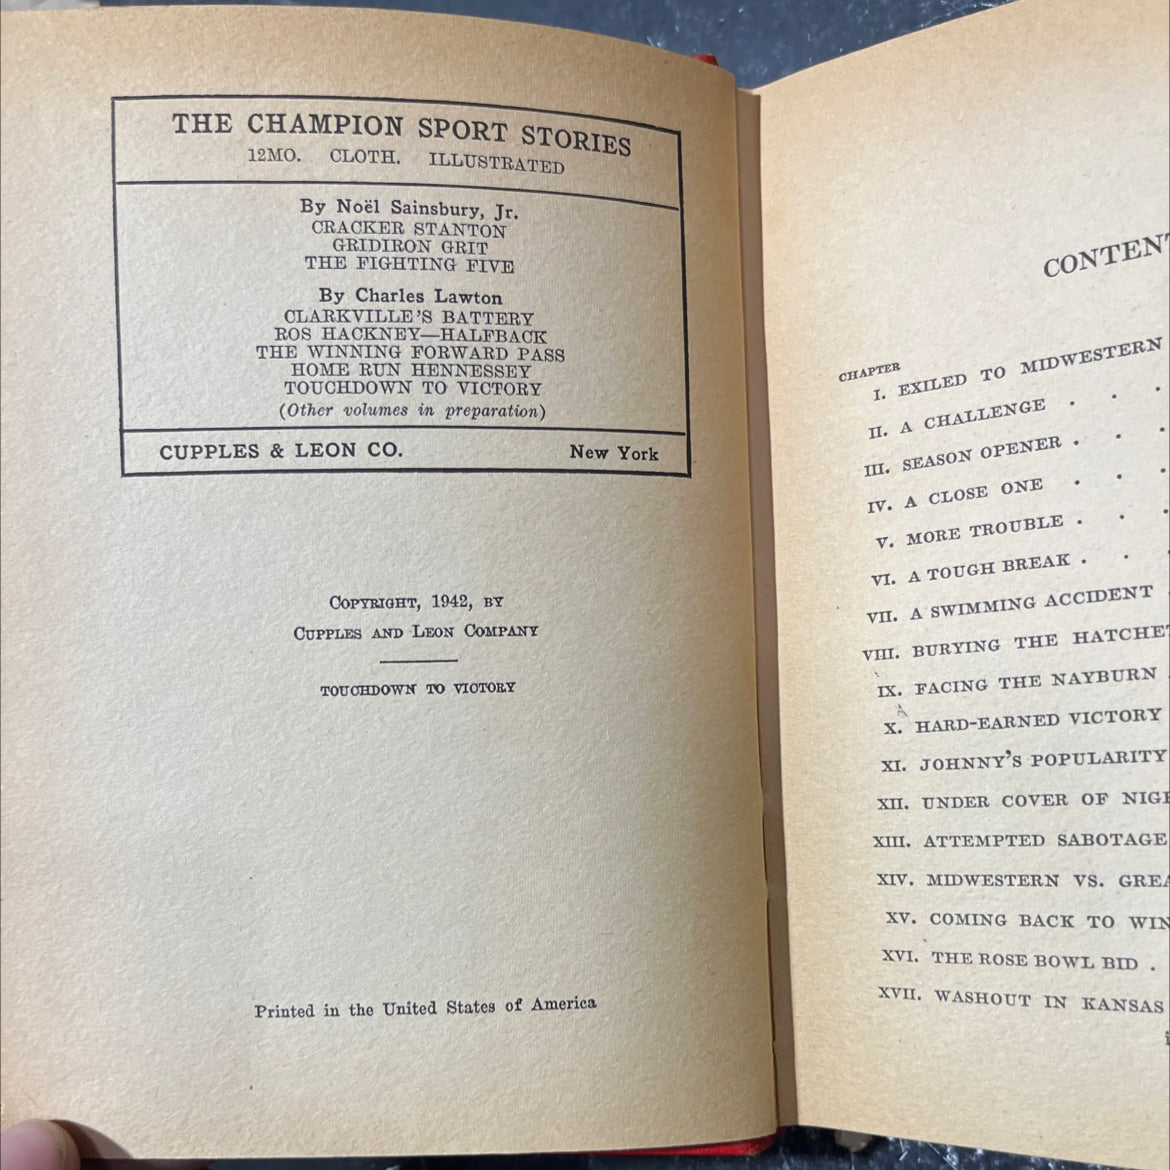 THE CHAMPION SPORT STORIES
12MO. CLOTH. ILLUSTRATED
By Noël Sainsbury, Jr.
CRACKER STANTON
GRIDIRON GRIT
THE FIGHTING FIVE
By Charles Lawton
CLARKVILLE'S BATTERY
ROS HACKNEY—HALFBACK
THE WINNING FORWARD PASS
HOME RUN HENNESSEY
TOUCHDOWN TO VICTORY
(Other volumes in preparation)
CUPPLES & LEON CO. New York
COPYRIGHT, 1942, BY
CUPPLES AND LEON COMPANY
TOUCHDOWN TO VICTORY
Printed in the United States of America
CONTENT
CHAPTER
I. EXILED TO MIDWESTERN
II. A CHALLENGE . . .
III. SEASON OPENER . . .
IV. A CLOSE ONE . . .
V. MORE TROUBLE . . .
VI. A TOUGH BREAK . . .
VII. A SWIMMING ACCIDENT
VIII. BURYING THE HATCHE
IX. FACING THE NAYBURN .
X. HARD-EARNED VICTORY
XI. JOHNNY'S POPULARITY
XII. UNDER COVER OF NIG
XIII. ATTEMPTED SABOTAGE
XIV. MIDWESTERN VS. GREA
XV. COMING BACK TO WIN
XVI. THE ROSE BOWL BID .
XVII. WASHOUT IN KANSAS